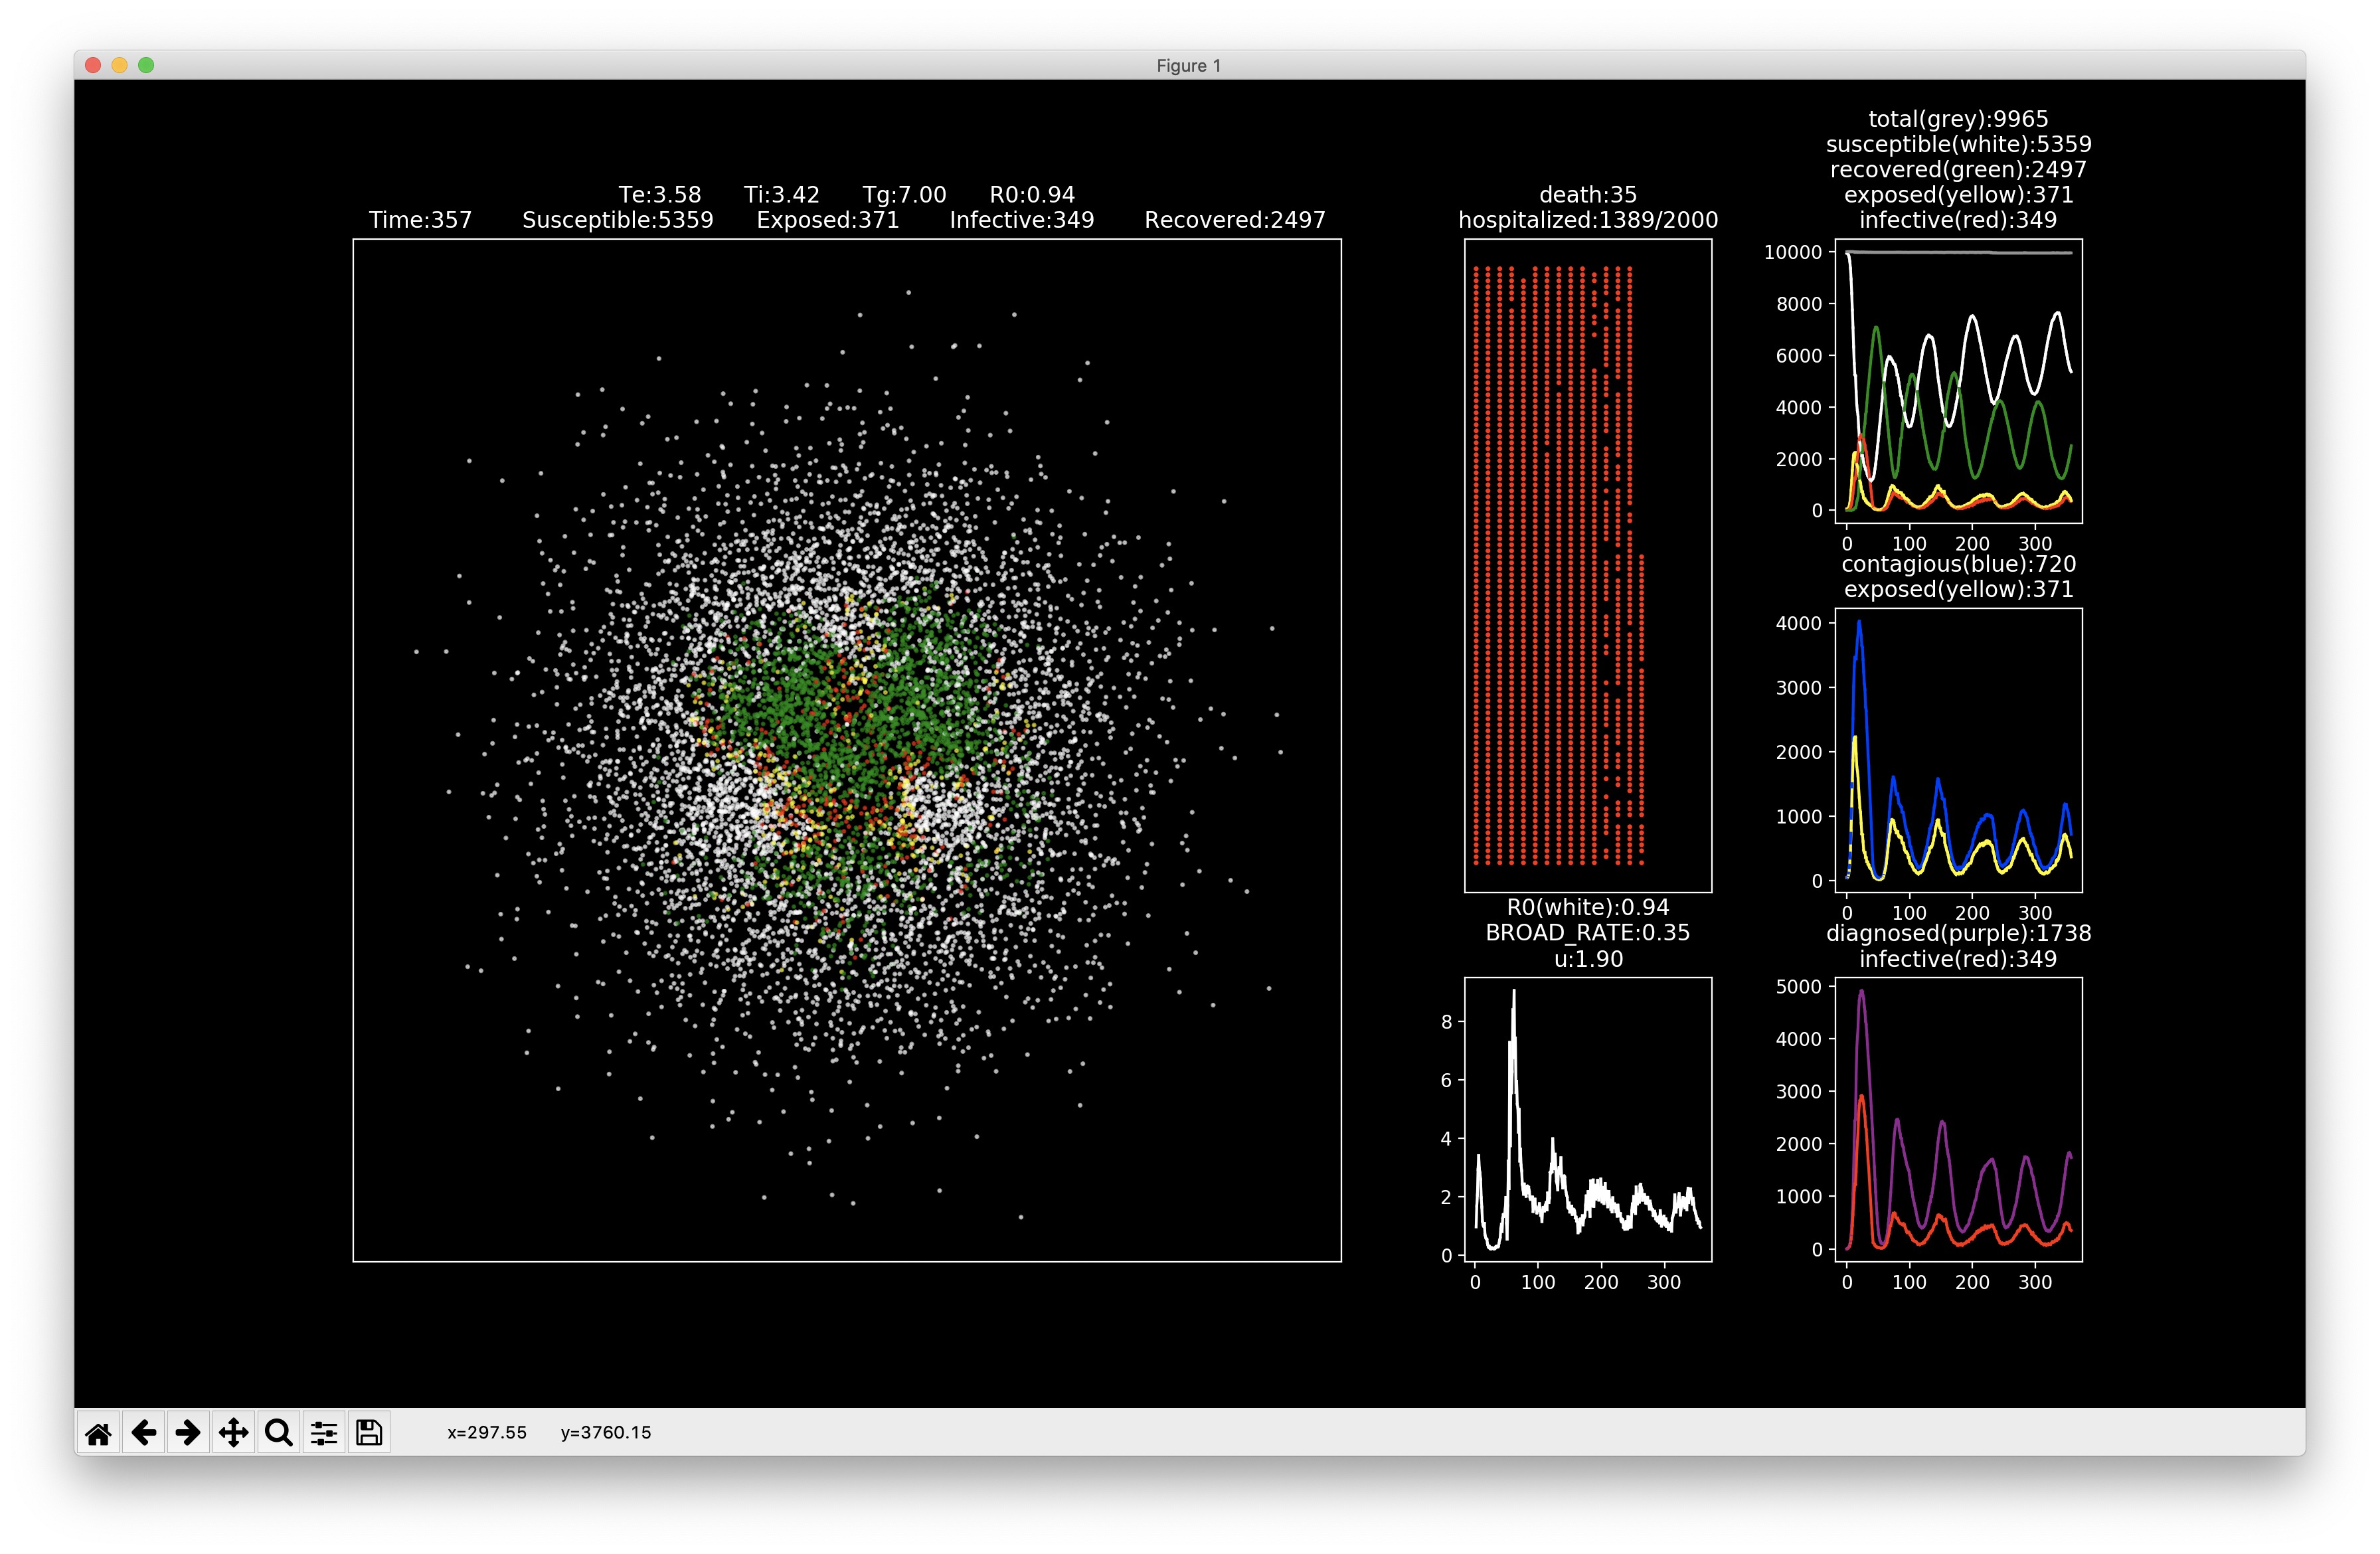 Figure 1
Te:3.58 Ti:3.42 Tg:7.00 R0:0.94
Time:357 Susceptible:5359 Exposed:371 Infective:349 Recovered:2497
death:35
hospitalized:1389/2000
total(grey):9965
susceptible(white):5359
recovered(green):2497
exposed(yellow):371
infective(red):349
10000
8000
6000
4000
2000
0
0 100 200 300
contagious(blue):720
exposed(yellow):371
4000
3000
2000
1000
0
0 100 200 300
R0(white):0.94
BROAD_RATE:0.35
u:1.90
8
6
4
2
0
0 100 200 300
diagnosed(purple):1738
infective(red):349
5000
4000
3000
2000
1000
0
0 100 200 300
x=297.55 y=3760.15